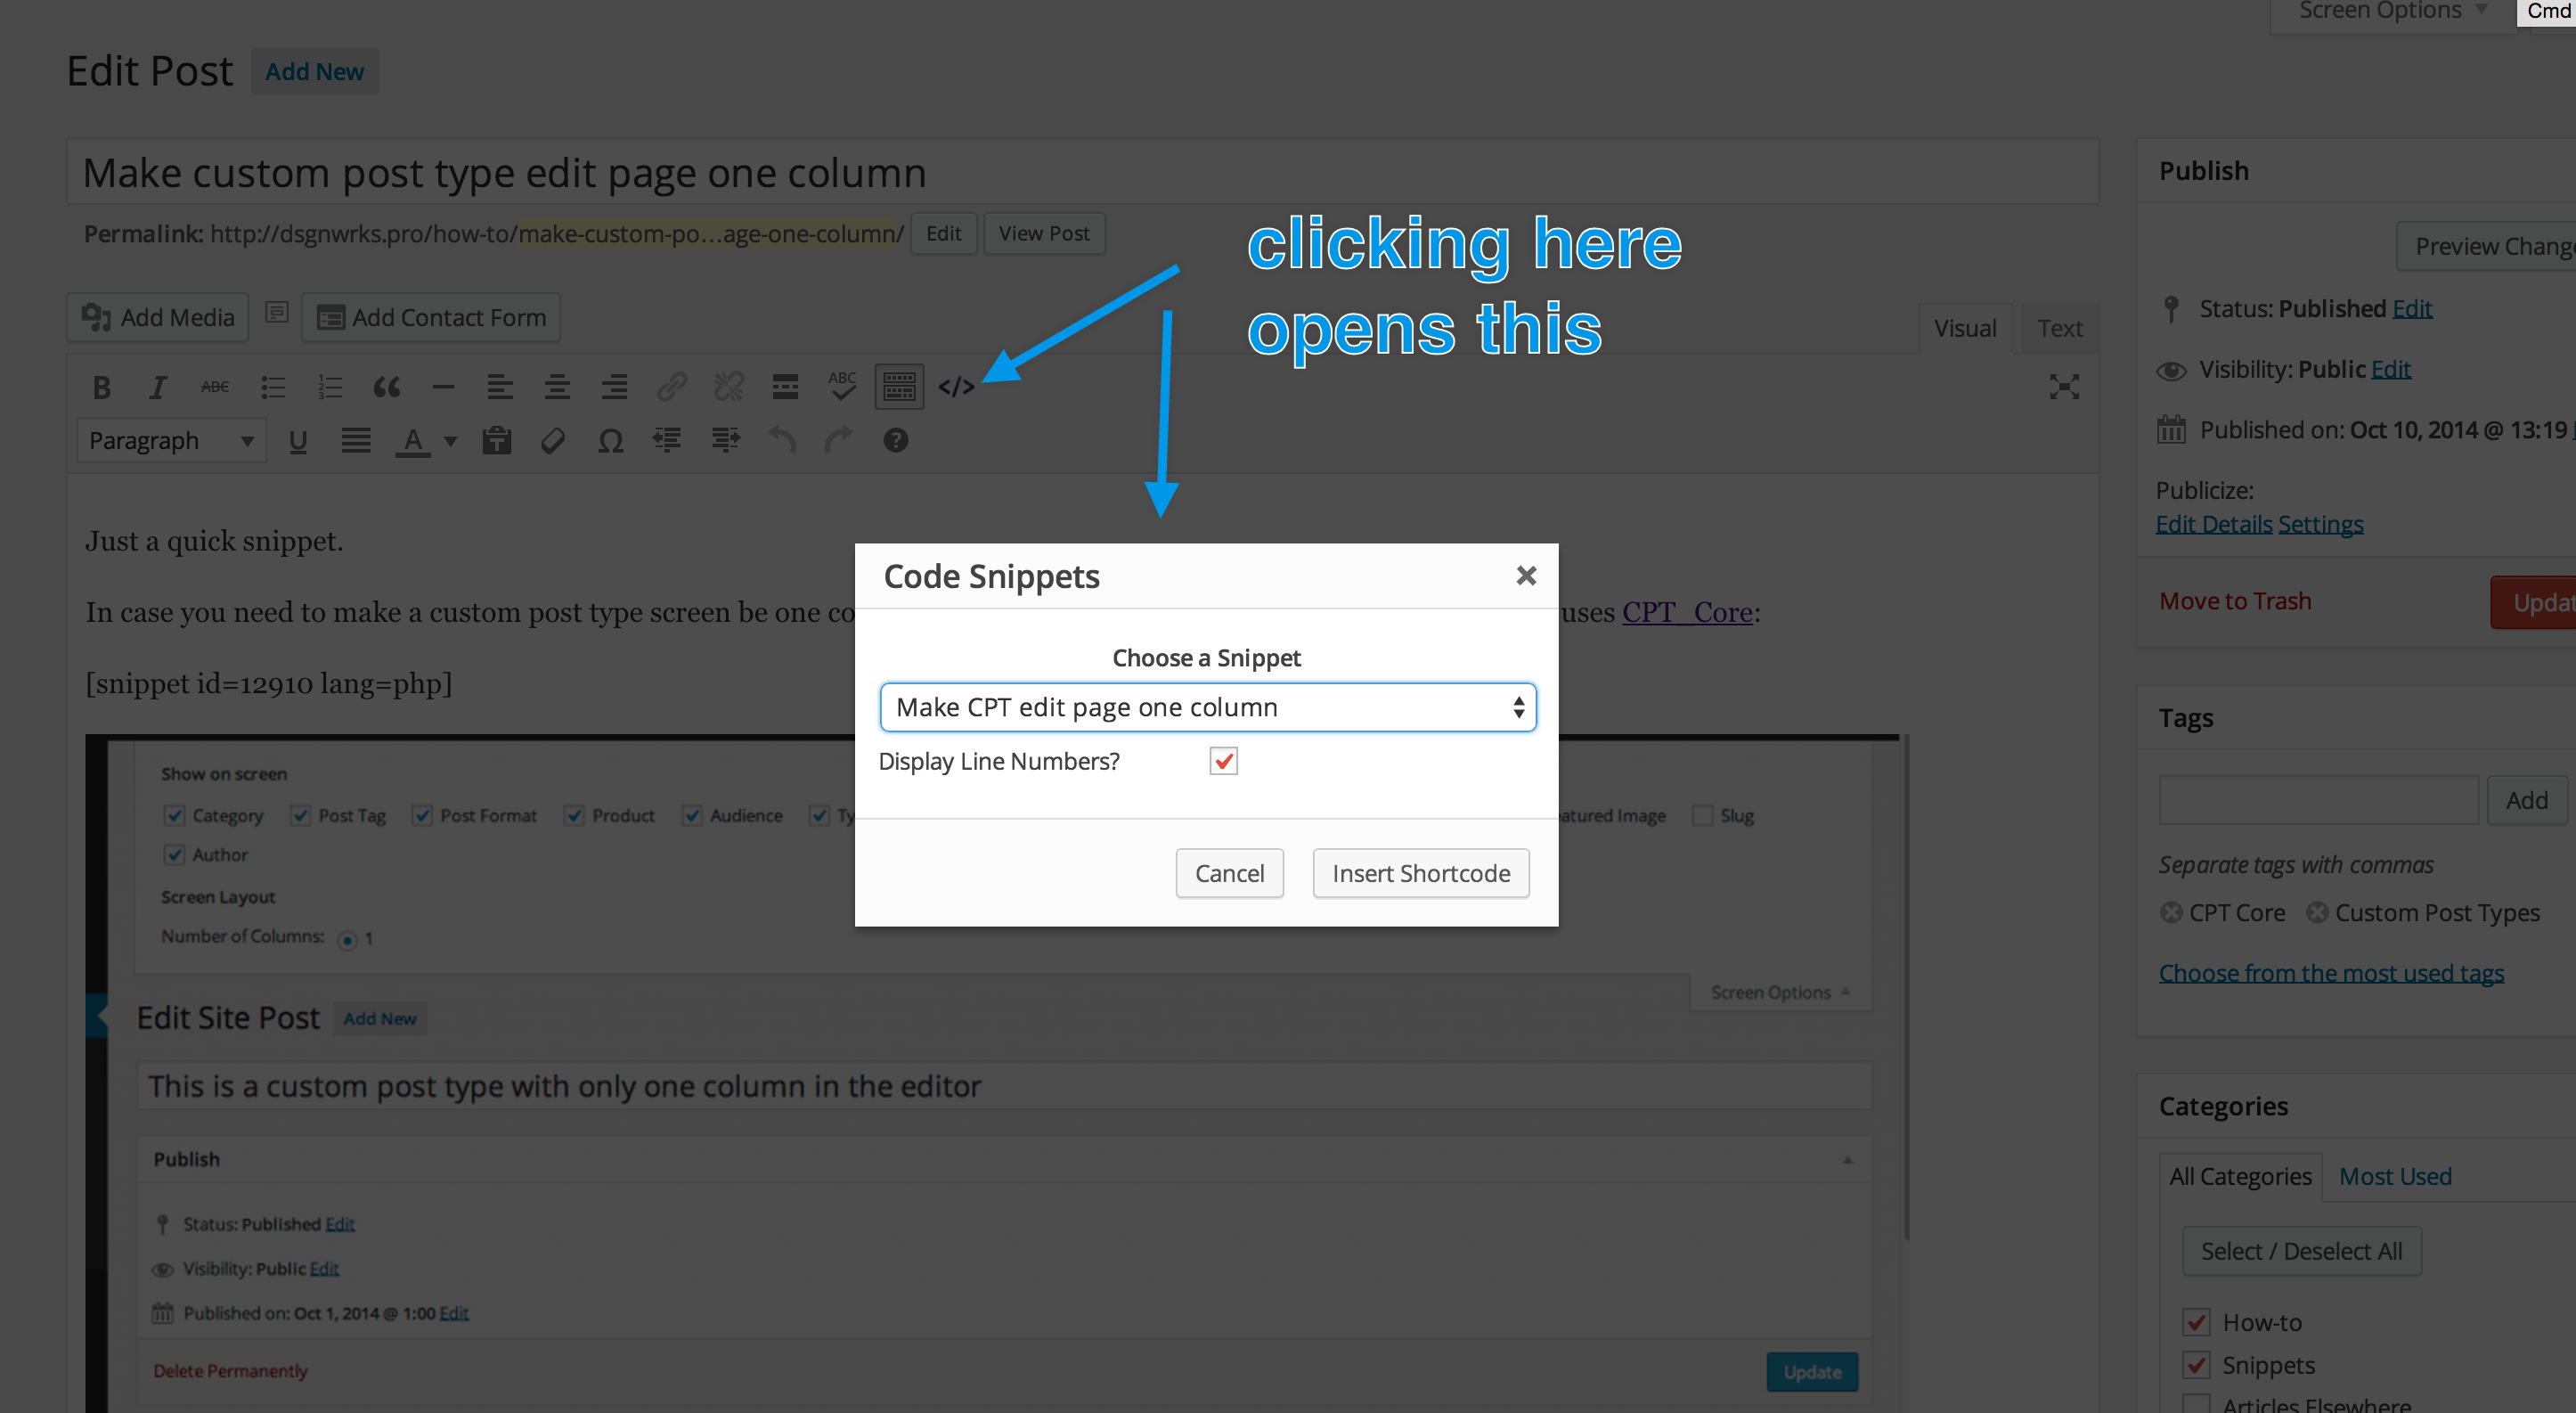 Screen Options
Cmd
Edit Post Add New
Make custom post type edit page one column
Permalink: http://dsgnwrks.pro/how-to/make-custom-po...age-one-column/ Edit View Post
clicking here
opens this
Add Media Add Contact Form
Visual Text
B I ABC ABC </>
Paragraph U A Ω ?
Just a quick snippet.
In case you need to make a custom post type screen be one co
uses CPT_Core:
[snippet id=12910 lang=php]
Code Snippets
Choose a Snippet
Make CPT edit page one column
Display Line Numbers?
Cancel Insert Shortcode
Show on screen
Category Post Tag Post Format Product Audience Ty
atured Image Slug
Author
Screen Layout
Number of Columns: 1
Screen Options
Edit Site Post Add New
This is a custom post type with only one column in the editor
Publish
Status: Published Edit
Visibility: Public Edit
Published on: Oct 1, 2014 @ 1:00 Edit
Delete Permanently Update
Publish
Preview Chang
Status: Published Edit
Visibility: Public Edit
Published on: Oct 10, 2014 @ 13:19
Publicize:
Edit Details Settings
Move to Trash Updat
Tags
Add
Separate tags with commas
CPT Core Custom Post Types
Choose from the most used tags
Categories
All Categories Most Used
Select / Deselect All
How-to
Snippets
Articles Elsewhere